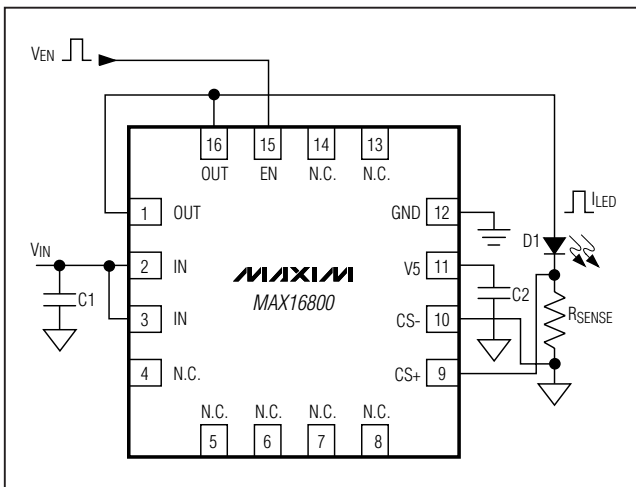 VEN
16 15 14 13
OUT EN N.C. N.C.
1 OUT
GND 12
ILED
D1
VIN
2 IN
V5 11
MAXIM
MAX16800
C1
3 IN
CS- 10
C2
RSENSE
4 N.C.
CS+ 9
N.C. N.C. N.C. N.C.
5 6 7 8